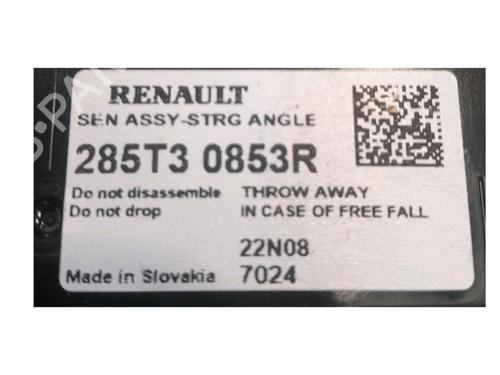 RENAULT
SEN ASSY-STRG ANGLE
285T3 0853R
Do not disassemble THROW AWAY
Do not drop IN CASE OF FREE FALL
22N08
Made in Slovakia 7024